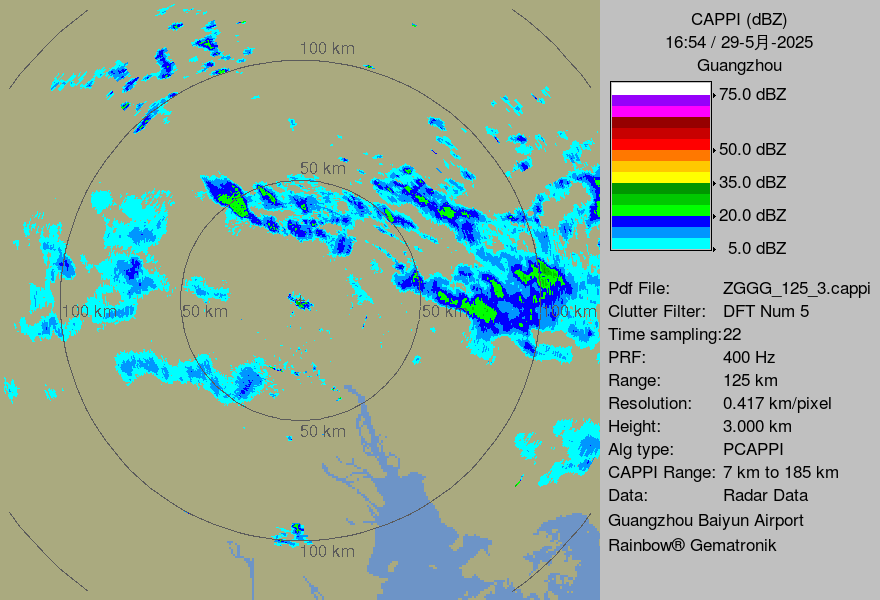 100 km
50 km
100 km
50 km
50 km
100 km
50 km
100 km
CAPPI (dBZ)
16:54 / 29-5月-2025
Guangzhou
75.0 dBZ
50.0 dBZ
35.0 dBZ
20.0 dBZ
5.0 dBZ
Pdf File: ZGGG_125_3.cappi
Clutter Filter: DFT Num 5
Time sampling:22
PRF: 400 Hz
Range: 125 km
Resolution: 0.417 km/pixel
Height: 3.000 km
Alg type: PCAPPI
CAPPI Range: 7 km to 185 km
Data: Radar Data
Guangzhou Baiyun Airport
Rainbow® Gematronik